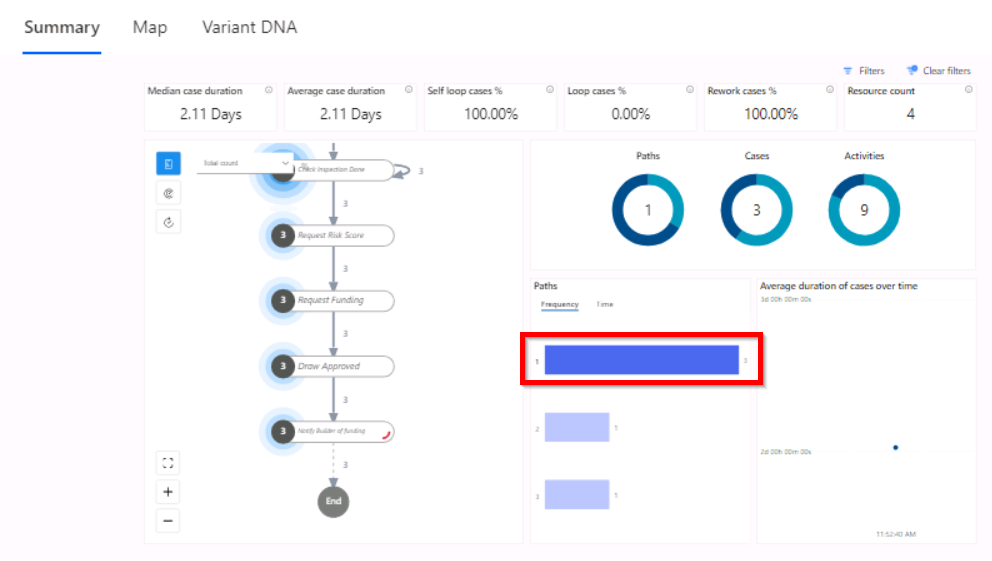 Summary Map Variant DNA
Filters Clear filters
Median case duration Average case duration Self loop cases % Loop cases % Rework cases % Resource count
2.11 Days 2.11 Days 100.00% 0.00% 100.00% 4
Total count
Check Inspection Done
3
3
3 Request Risk Score
3
3 Request Funding
3
3 Draw Approved
3
3 Notify Builder of funding
3
End
Paths Cases Activities
1 3 9
Paths
Frequency Time
1 3
2 1
3 1
Average duration of cases over time
3d 00h 00m 00s
2d 00h 00m 00s
11:52:40 AM